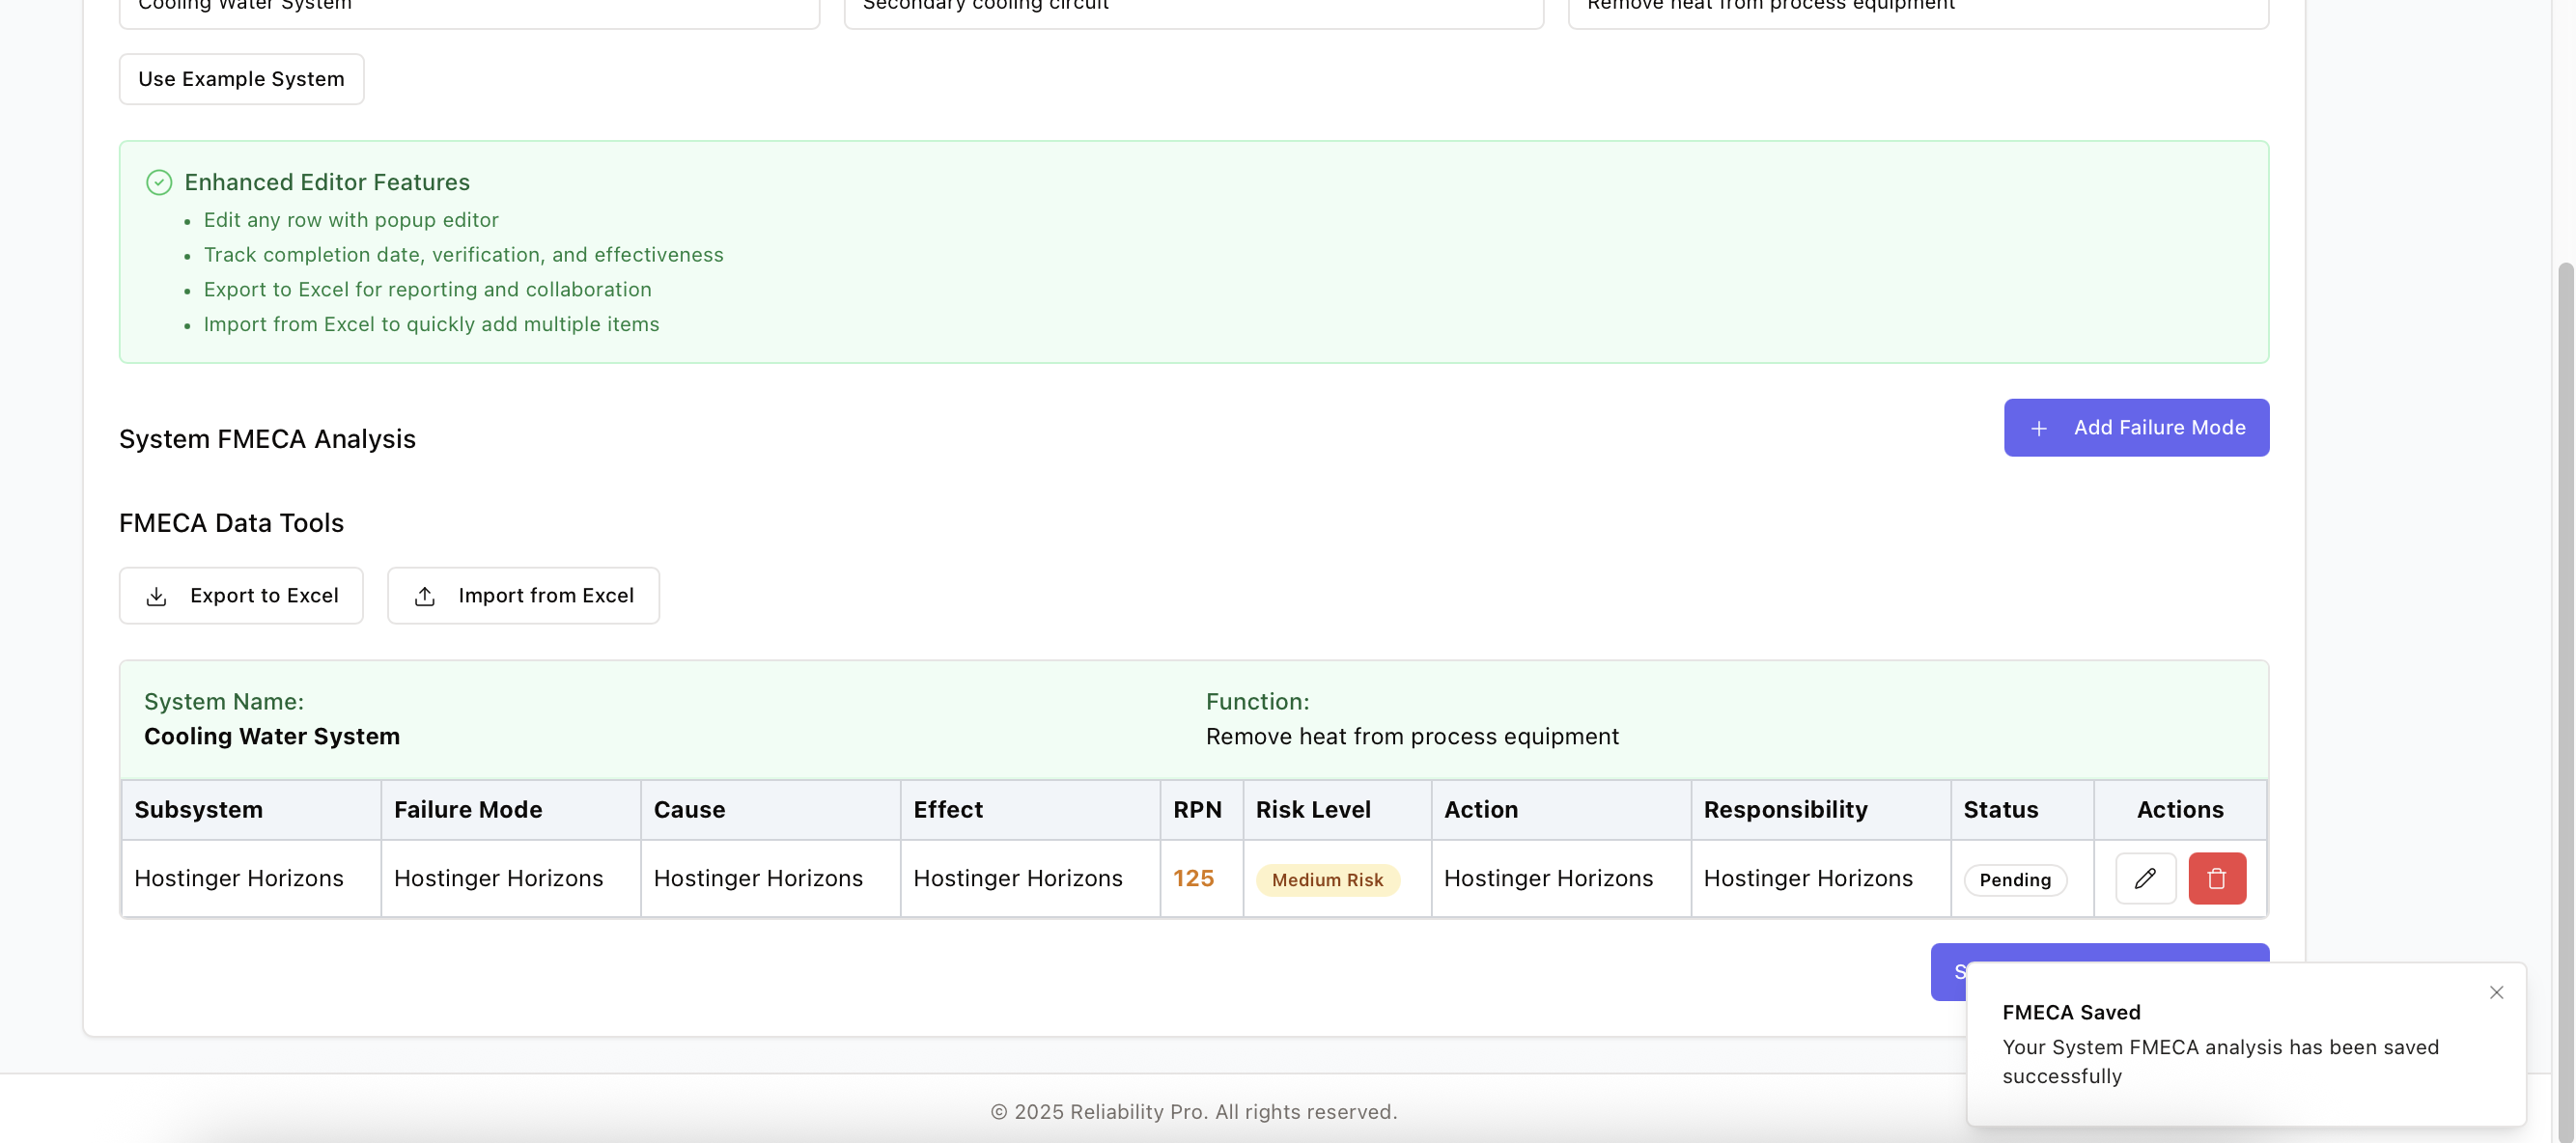 Cooling Water System
Secondary cooling circuit
Remove heat from process equipment
Use Example System
Enhanced Editor Features
Edit any row with popup editor
Track completion date, verification, and effectiveness
Export to Excel for reporting and collaboration
Import from Excel to quickly add multiple items
System FMECA Analysis
Add Failure Mode
FMECA Data Tools
Export to Excel
Import from Excel
System Name:
Cooling Water System
Function:
Remove heat from process equipment
Subsystem Failure Mode Cause Effect RPN Risk Level Action Responsibility Status Actions
Hostinger Horizons Hostinger Horizons Hostinger Horizons Hostinger Horizons 125 Medium Risk Hostinger Horizons Hostinger Horizons Pending
FMECA Saved
Your System FMECA analysis has been saved
successfully
© 2025 Reliability Pro. All rights reserved.